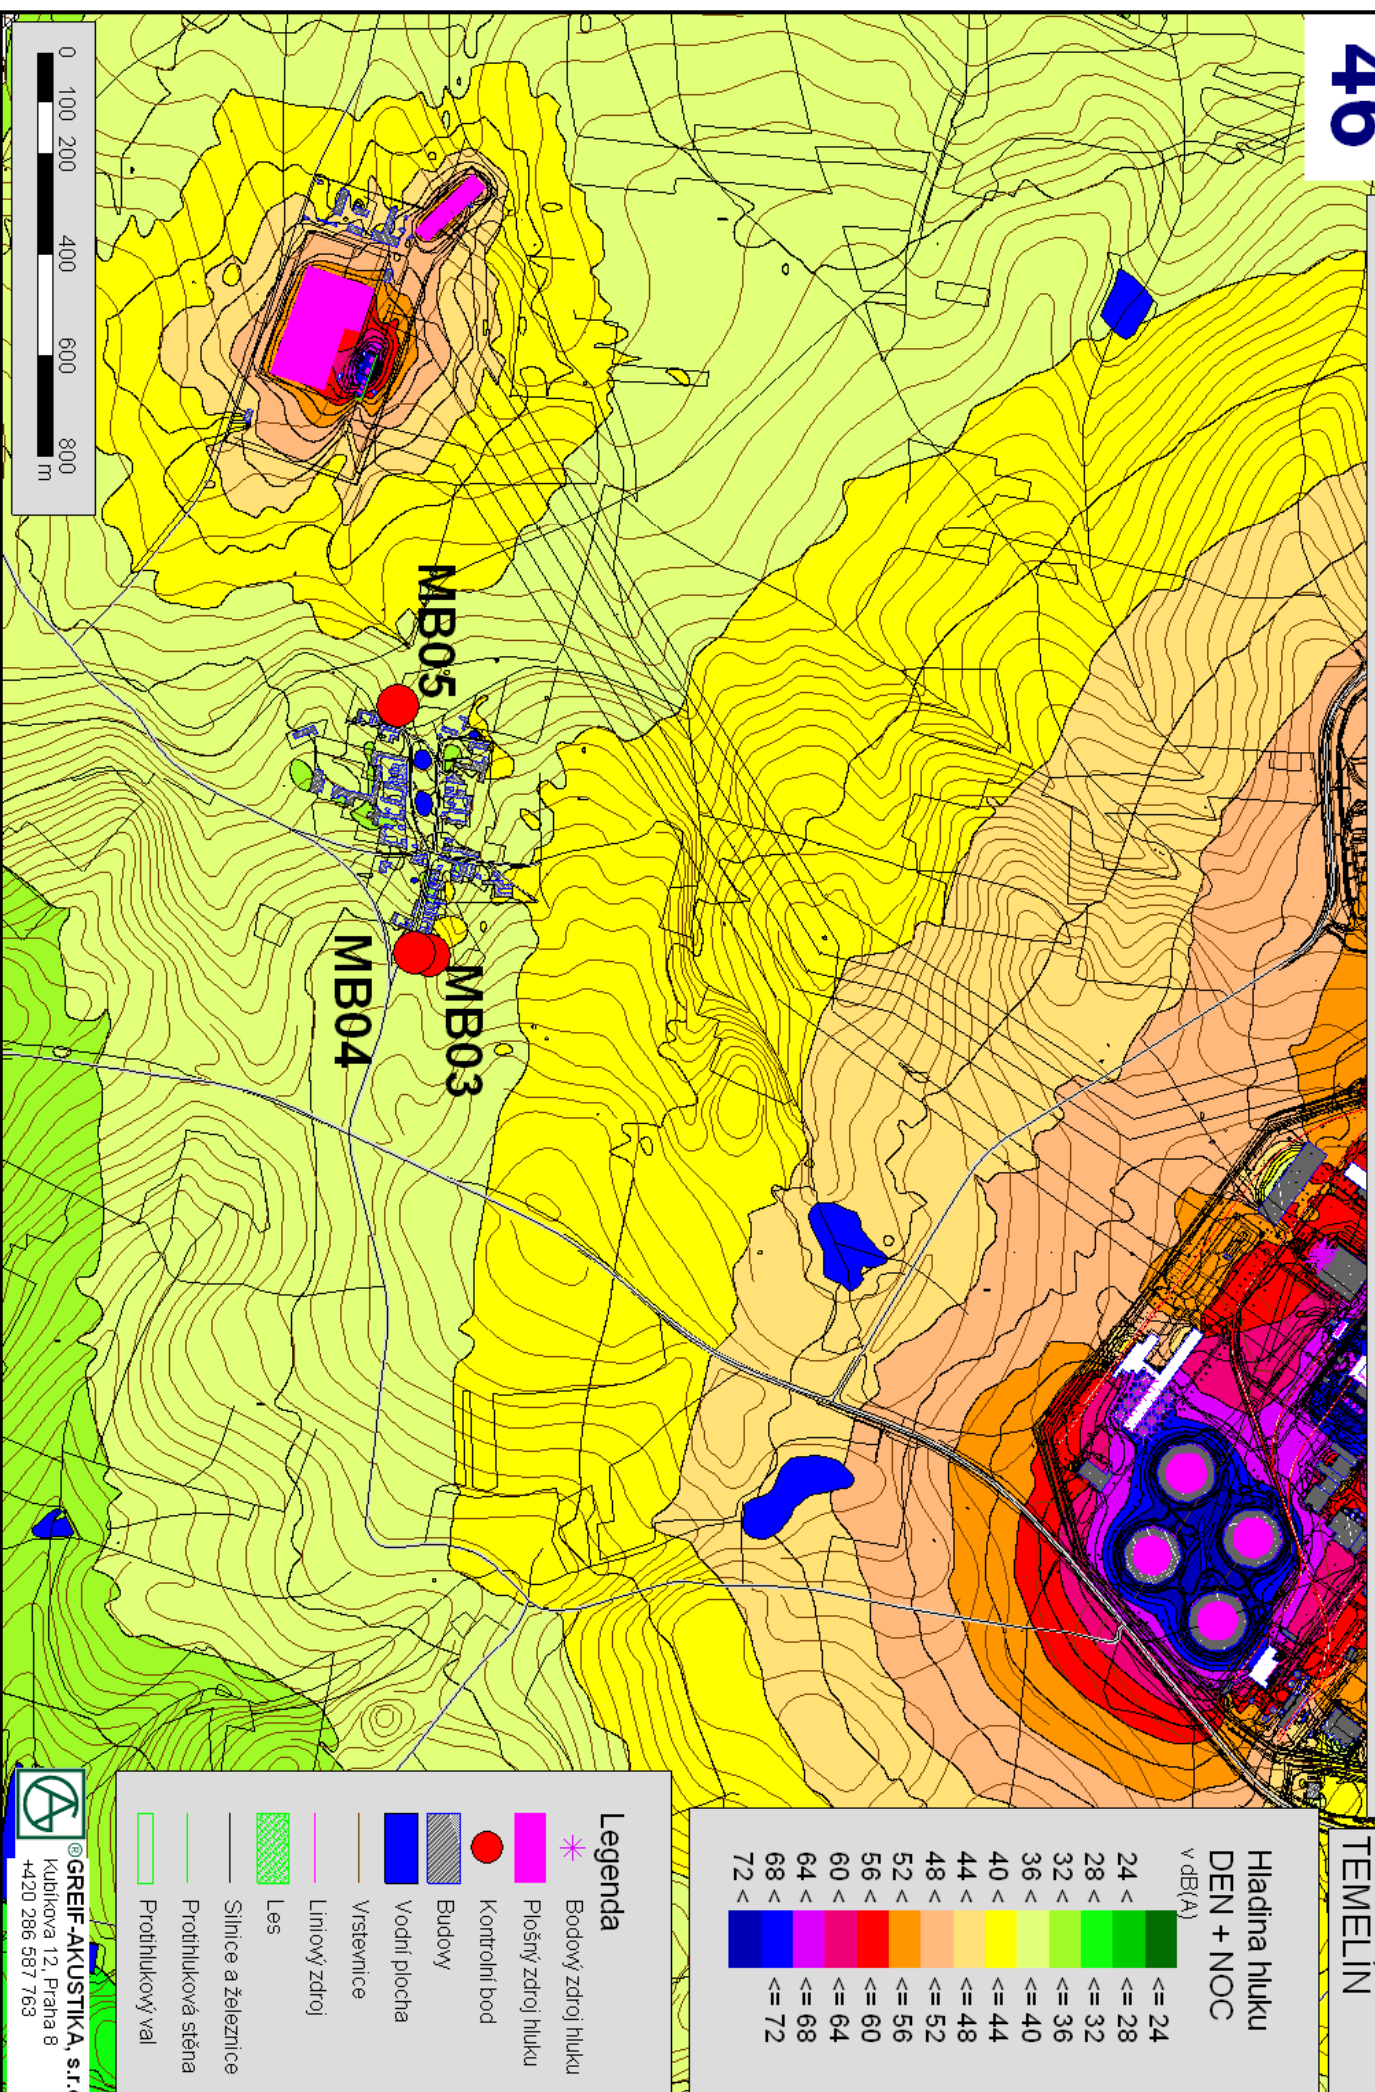 46
TEMELÍN
Hladina hluku
DEN + NOC
v dB(A)
<= 24
24 < <= 28
28 < <= 32
32 < <= 36
36 < <= 40
40 < <= 44
44 < <= 48
48 < <= 52
52 < <= 56
56 < <= 60
60 < <= 64
64 < <= 68
68 < <= 72
72 <
Legenda
Bodový zdroj hluku
Plošný zdroj hluku
Kontrolní bod
Budovy
Vodní plocha
Vrstevnice
Liniový zdroj
Les
Silnice a železnice
Protihluková stěna
Protihlukový val
MB05
MB03
MB04
0 100 200 400 600 800
m
®GREIF-AKUSTIKA, s.r.o
Kubíkova 12, Praha 8
+420 286 587 763